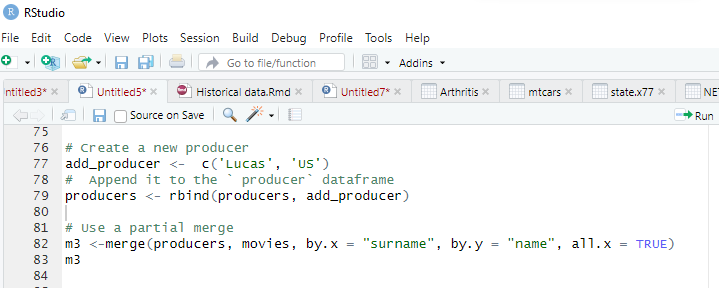 RStudio
File Edit Code View Plots Session Build Debug Profile Tools Help
Go to file/function Addins
ntitled3* Untitled5* Historical data.Rmd Untitled7* Arthritis mtcars state.x77 NE
Source on Save Run
75
76 # Create a new producer
77 add_producer <-  c('Lucas', 'US')
78 #  Append it to the ` producer` dataframe
79 producers <- rbind(producers, add_producer)
80
81 # Use a partial merge
82 m3 <-merge(producers, movies, by.x = "surname", by.y = "name", all.x = TRUE)
83 m3
84